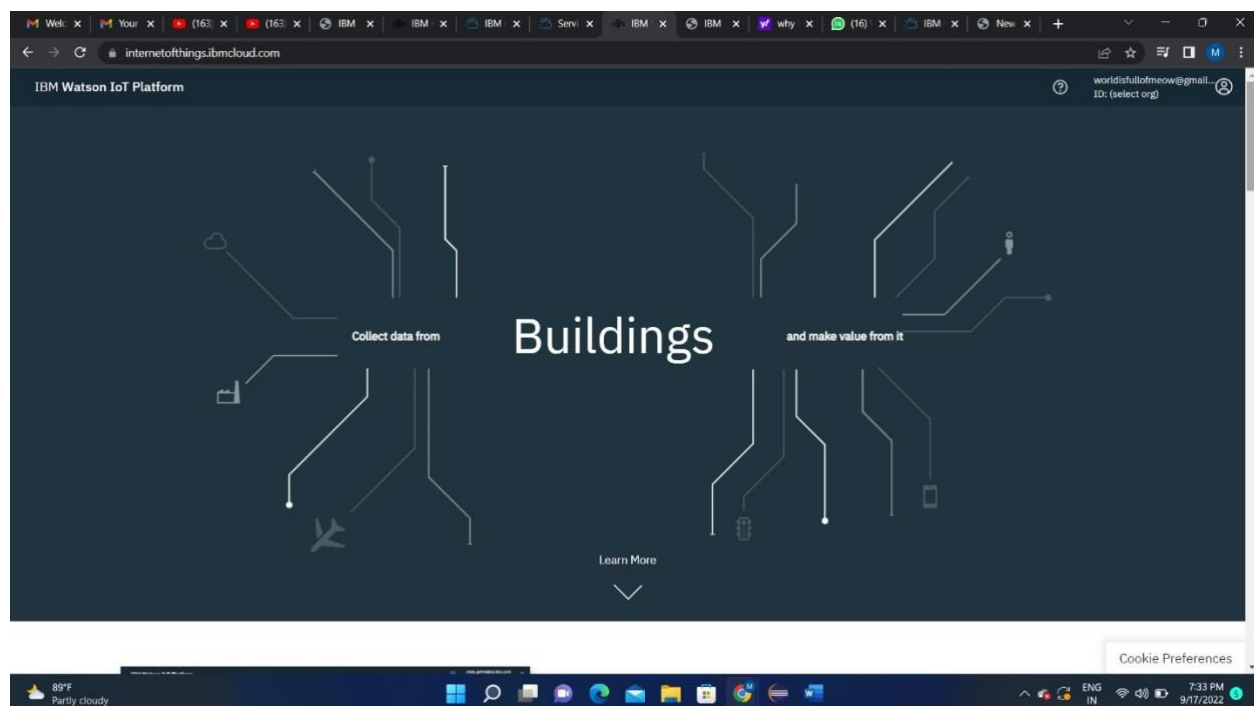 Welc
Your
(163)
(163)
IBM
IBM
IBM
Servi
IBM
IBM
why
(16)
IBM
New
internetofthings.ibmcloud.com
M
IBM Watson IoT Platform
worldisfullofmeow@gmail...
ID: (select org)
Collect data from
Buildings
and make value from it
Learn More
Cookie Preferences
89°F
Partly cloudy
ENG
IN
7:33 PM
9/17/2022
5